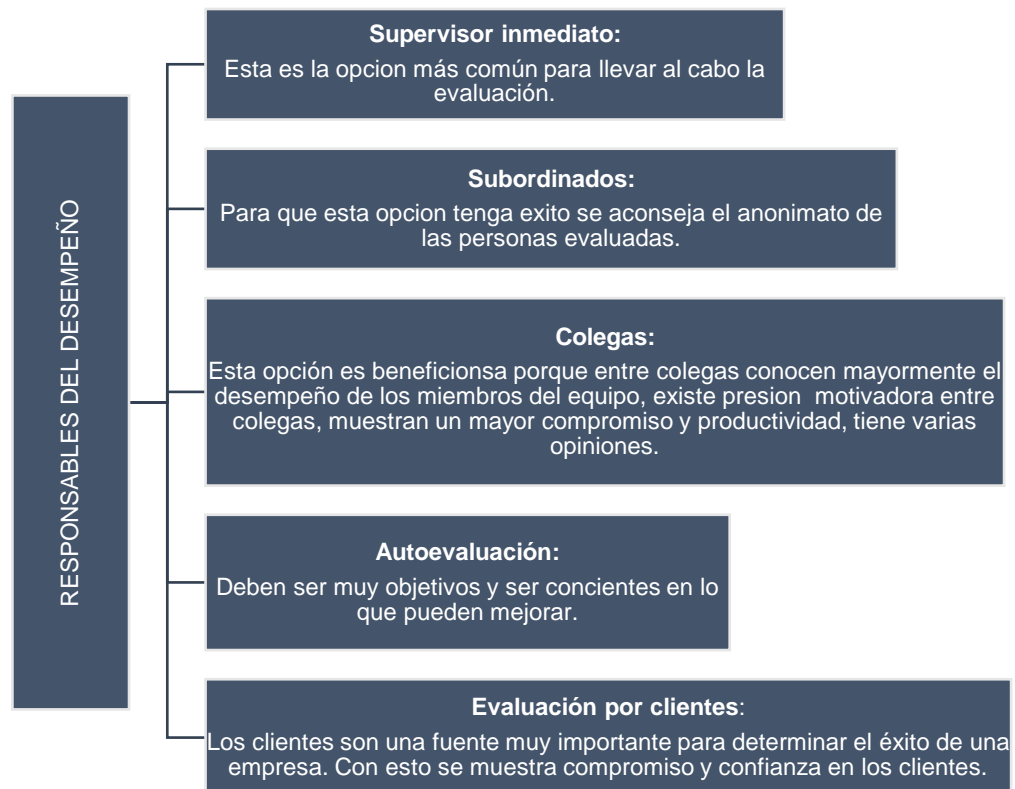 RESPONSABLES DEL DESEMPEÑO
Supervisor inmediato:
Esta es la opcion más común para llevar al cabo la
evaluación.
Subordinados:
Para que esta opcion tenga exito se aconseja el anonimato de
las personas evaluadas.
Colegas:
Esta opción es beneficionsa porque entre colegas conocen mayormente el
desempeño de los miembros del equipo, existe presion  motivadora entre
colegas, muestran un mayor compromiso y productividad, tiene varias
opiniones.
Autoevaluación:
Deben ser muy objetivos y ser concientes en lo
que pueden mejorar.
Evaluación por clientes:
Los clientes son una fuente muy importante para determinar el éxito de una
empresa. Con esto se muestra compromiso y confianza en los clientes.